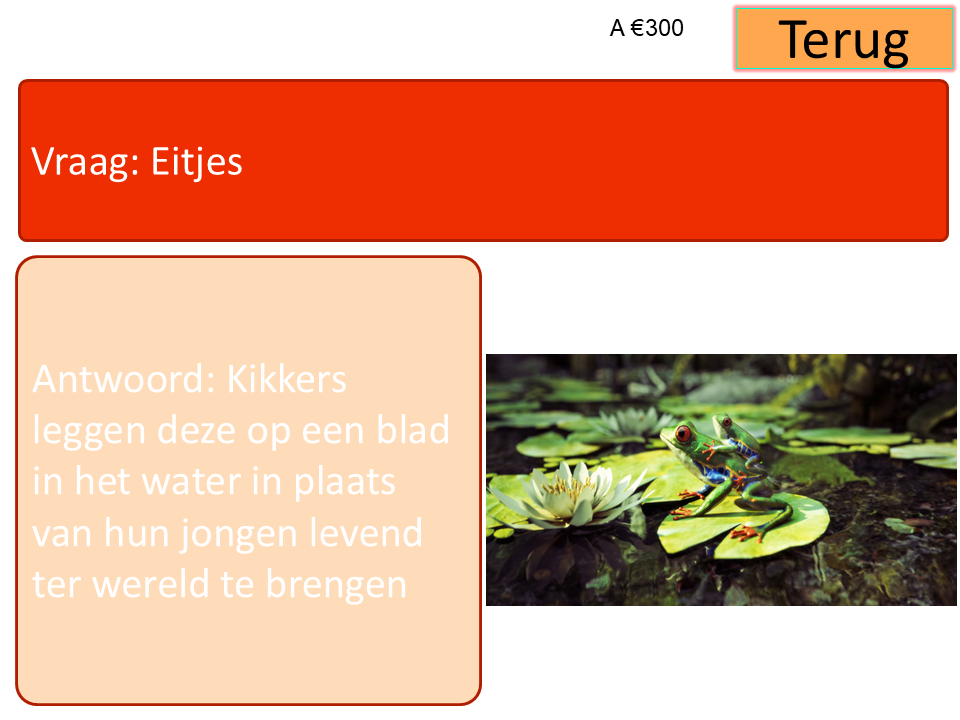 A €300
Terug
Vraag: Eitjes
Antwoord: Kikkers
leggen deze op een blad
in het water in plaats
van hun jongen levend
ter wereld te brengen